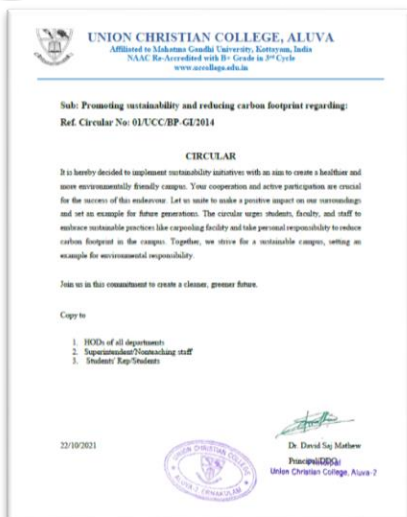 UNION CHRISTIAN COLLEGE, ALUVA
Affiliated to Mahatma Gandhi University, Kottayam, India
NAAC Re-Accredited with B+ Grade in 3rd Cycle
www.uccollege.edu.in
Sub: Promoting sustainability and reducing carbon footprint regarding:
Ref. Circular No: 01/UCC/BP-GI/2014
CIRCULAR
It is hereby decided to implement sustainability initiatives with an aim to create a healthier and
more environmentally friendly campus. Your cooperation and active participation are crucial
for the success of this endeavour. Let us unite to make a positive impact on our surroundings
and set an example for future generations. The circular urges students, faculty, and staff to
embrace sustainable practices like carpooling facility and take personal responsibility to reduce
carbon footprint in the campus. Together, we strive for a sustainable campus, setting an
example for environmental responsibility.
Join us in this commitment to create a cleaner, greener future.
Copy to
1. HODs of all departments
2. Superintendent/Nonteaching staff
3. Students' Rep/Students
22/10/2021
UNION CHRISTIAN COLLEGE
ALUVA-2, ERNAKULAM
Dr. David Saj Mathew
Principal/DDO
Principal
Union Christian College, Aluva-2